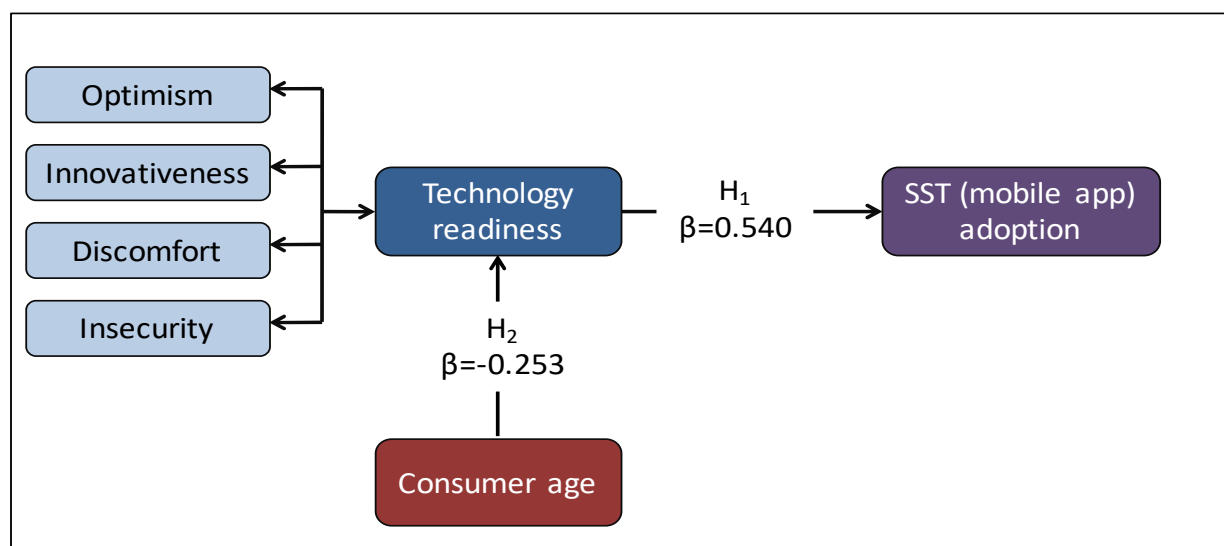 Optimism
Innovativeness
Discomfort
Insecurity
Technology
readiness
H₁
β=0.540
SST (mobile app)
adoption
H₂
β=-0.253
Consumer age